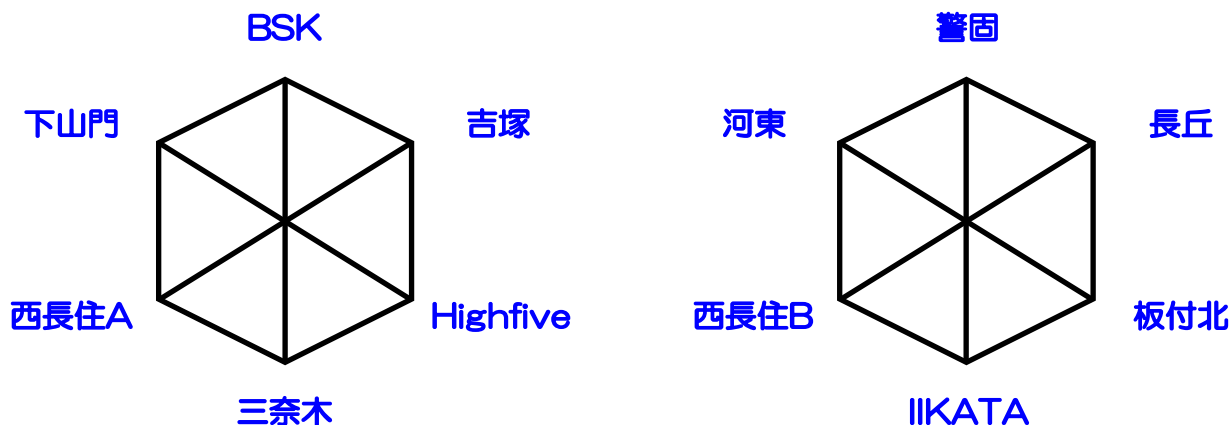 BSK
警固
下山門
吉塚
河東
長丘
西長住A
Highfive
西長住B
板付北
三奈木
IIKATA